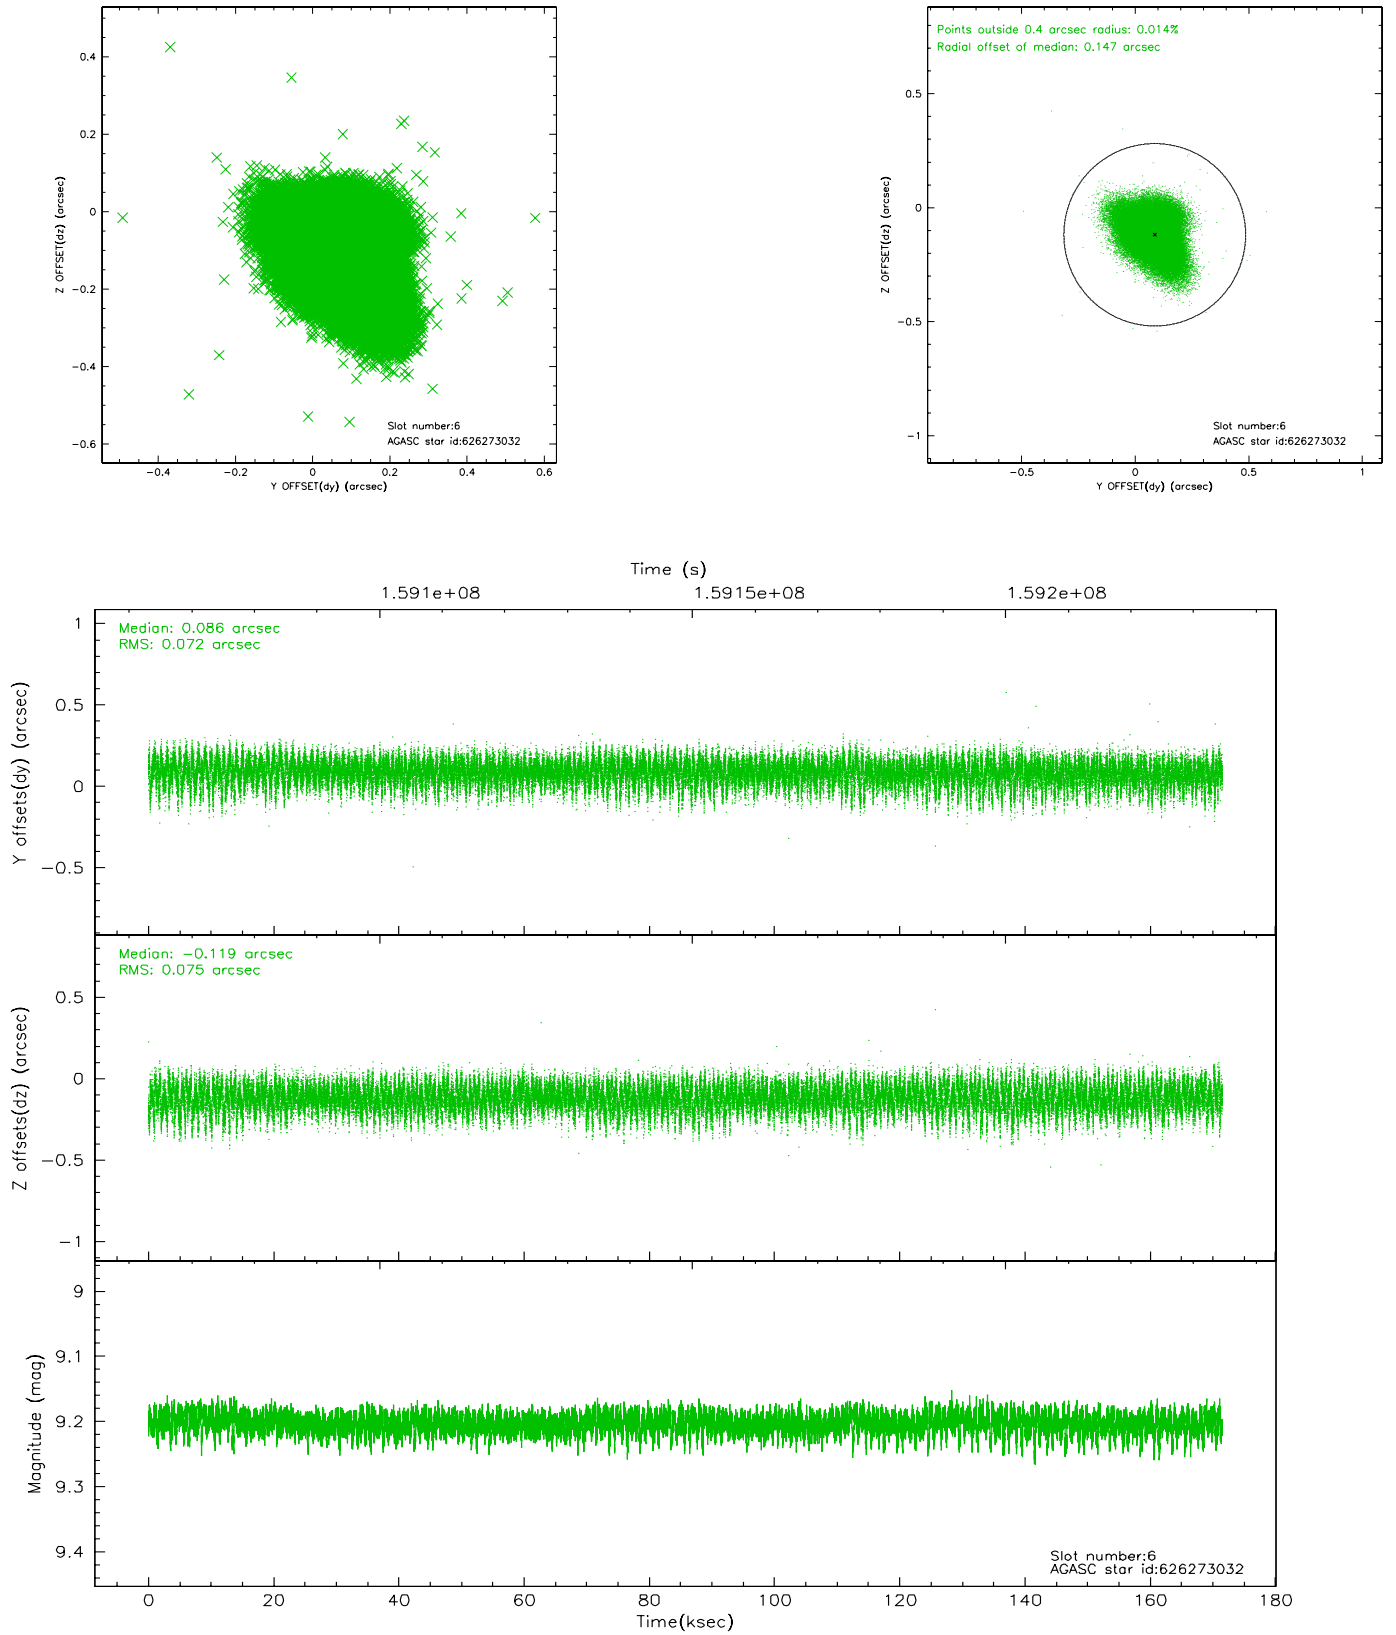 0.4
0.2
0
−0.2
−0.4
−0.6
Z OFFSET(dz) (arcsec)
−0.4
−0.2
0
0.2
0.4
0.6
Y OFFSET(dy) (arcsec)
Slot number:6
AGASC star id:626273032
Points outside 0.4 arcsec radius: 0.014%
Radial offset of median: 0.147 arcsec
0.5
0
−0.5
−1
Z OFFSET(dz) (arcsec)
−0.5
0
0.5
1
Y OFFSET(dy) (arcsec)
Slot number:6
AGASC star id:626273032
Time (s)
1.591e+08
1.5915e+08
1.592e+08
Median: 0.086 arcsec
RMS: 0.072 arcsec
1
0.5
0
−0.5
Y offsets(dy) (arcsec)
Median: −0.119 arcsec
RMS: 0.075 arcsec
0.5
0
−0.5
−1
Z offsets(dz) (arcsec)
9
9.1
9.2
9.3
9.4
Magnitude (mag)
Slot number:6
AGASC star id:626273032
0
20
40
60
80
100
120
140
160
180
Time(ksec)